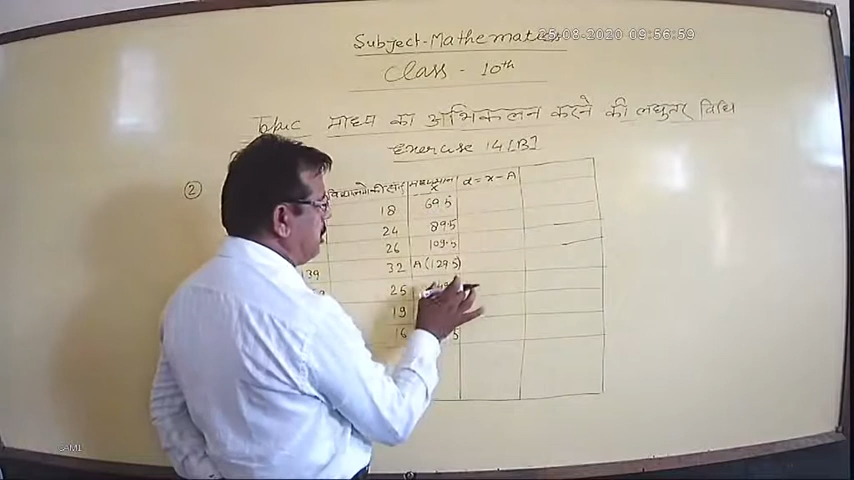 Subject-Mathematics
25-08-2020 09:56:59
Class - 10th
Topic माध्य का अभिकलन करने की लघुतर विधि
Exercise 14[B]
② d = x - A
18 69.5
24 89.5
26 109.5
139 32 A(129.5)
25
19
16